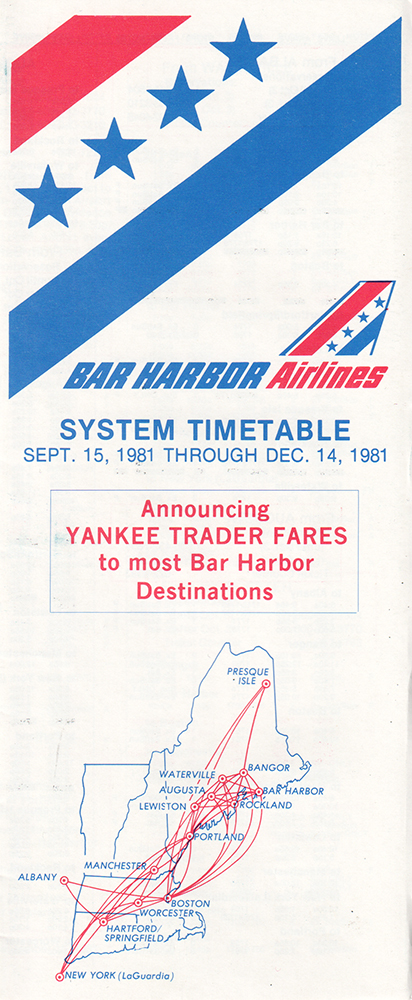 BAR HARBOR Airlines
SYSTEM TIMETABLE
SEPT. 15, 1981 THROUGH DEC. 14, 1981
Announcing
YANKEE TRADER FARES
to most Bar Harbor
Destinations
PRESQUE
ISLE
BANGOR
WATERVILLE
AUGUSTA
BAR HARBOR
LEWISTON
ROCKLAND
PORTLAND
MANCHESTER
ALBANY
BOSTON
WORCESTER
HARTFORD/
SPRINGFIELD
NEW YORK (LaGuardia)